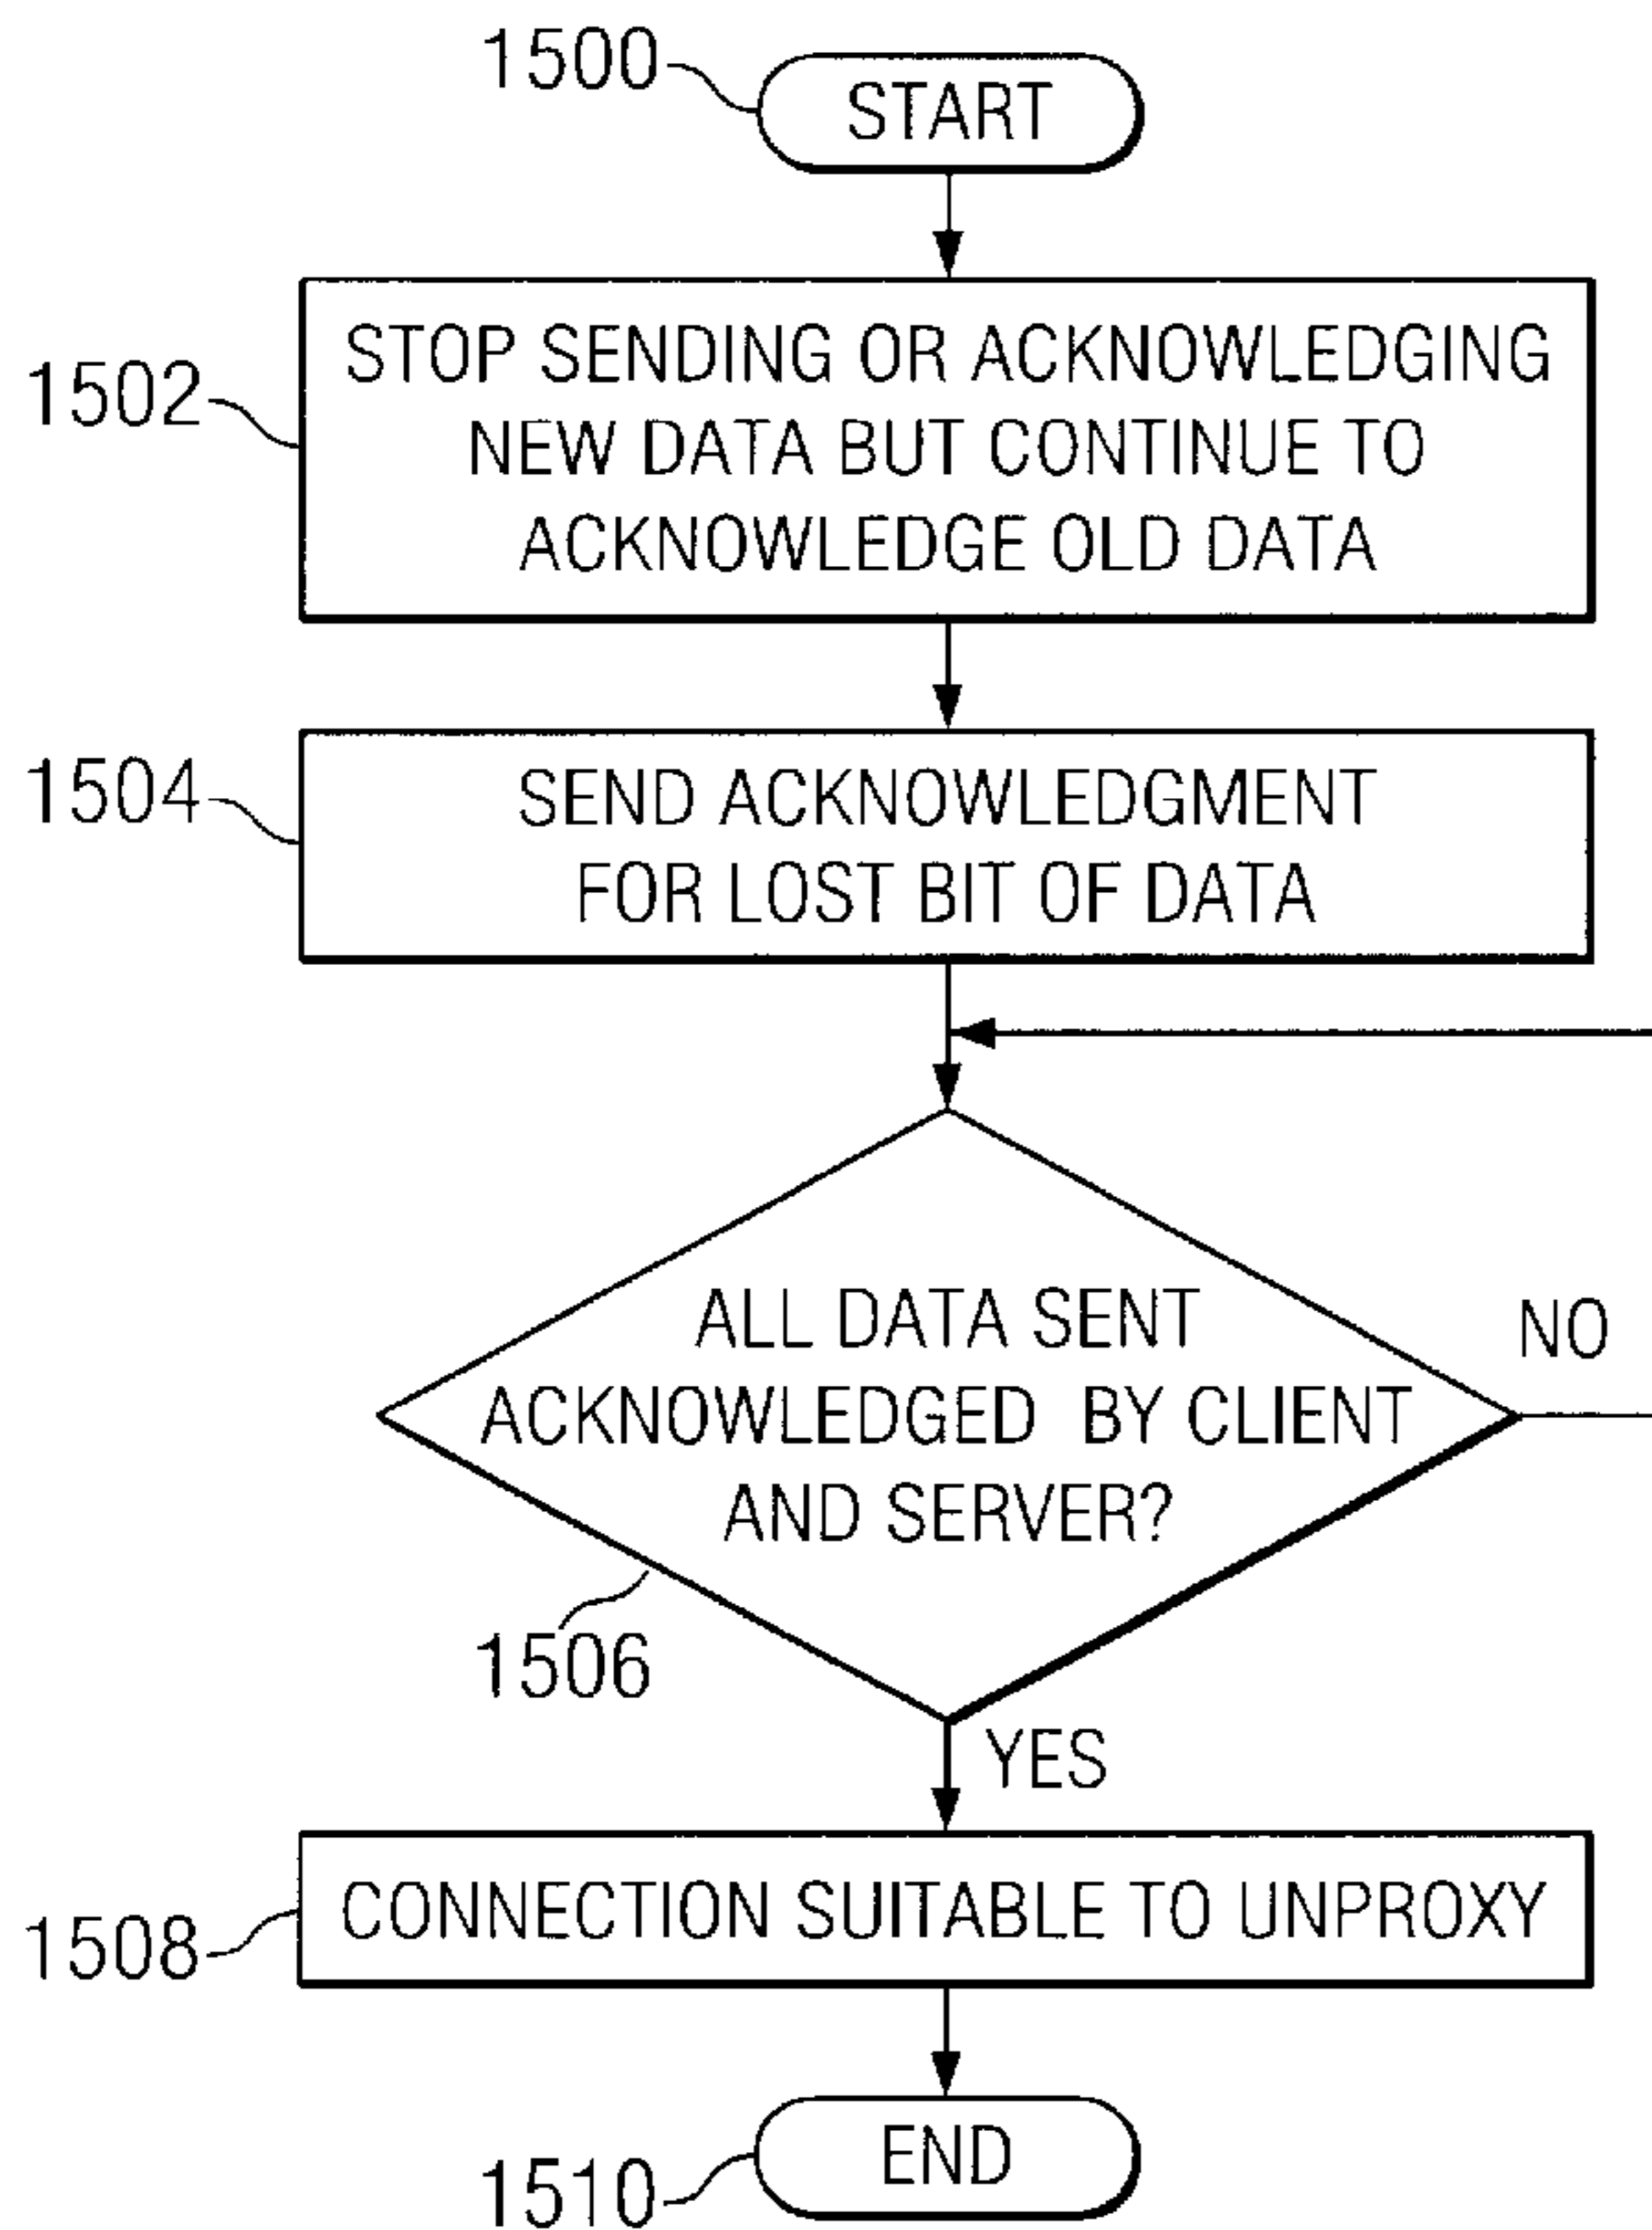 1500
START
1502
STOP SENDING OR ACKNOWLEDGING
NEW DATA BUT CONTINUE TO
ACKNOWLEDGE OLD DATA
1504
SEND ACKNOWLEDGMENT
FOR LOST BIT OF DATA
ALL DATA SENT
ACKNOWLEDGED BY CLIENT
AND SERVER?
NO
1506
YES
1508
CONNECTION SUITABLE TO UNPROXY
1510
END